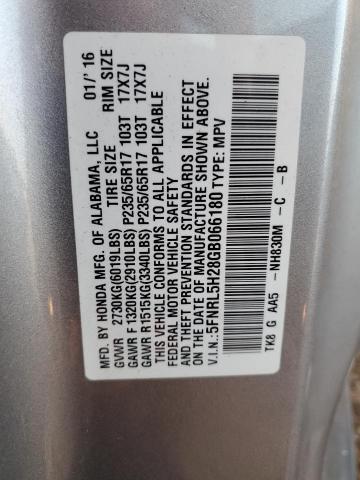 MFD. BY HONDA MFG. OF ALABAMA, LLC 01/'16
GVWR 2730KG(6019LBS) TIRE SIZE RIM SIZE
GAWR F 1320KG(2910LBS) P235/65R17 103T 17X7J
GAWR R1515KG(3340LBS) P235/65R17 103T 17X7J
THIS VEHICLE CONFORMS TO ALL APPLICABLE
FEDERAL MOTOR VEHICLE SAFETY
AND THEFT PREVENTION STANDARDS IN EFFECT
ON THE DATE OF MANUFACTURE SHOWN ABOVE.
V.I.N.:5FNRL5H28GB066180 TYPE: MPV
TK8 G AA5 -NH830M -C -B